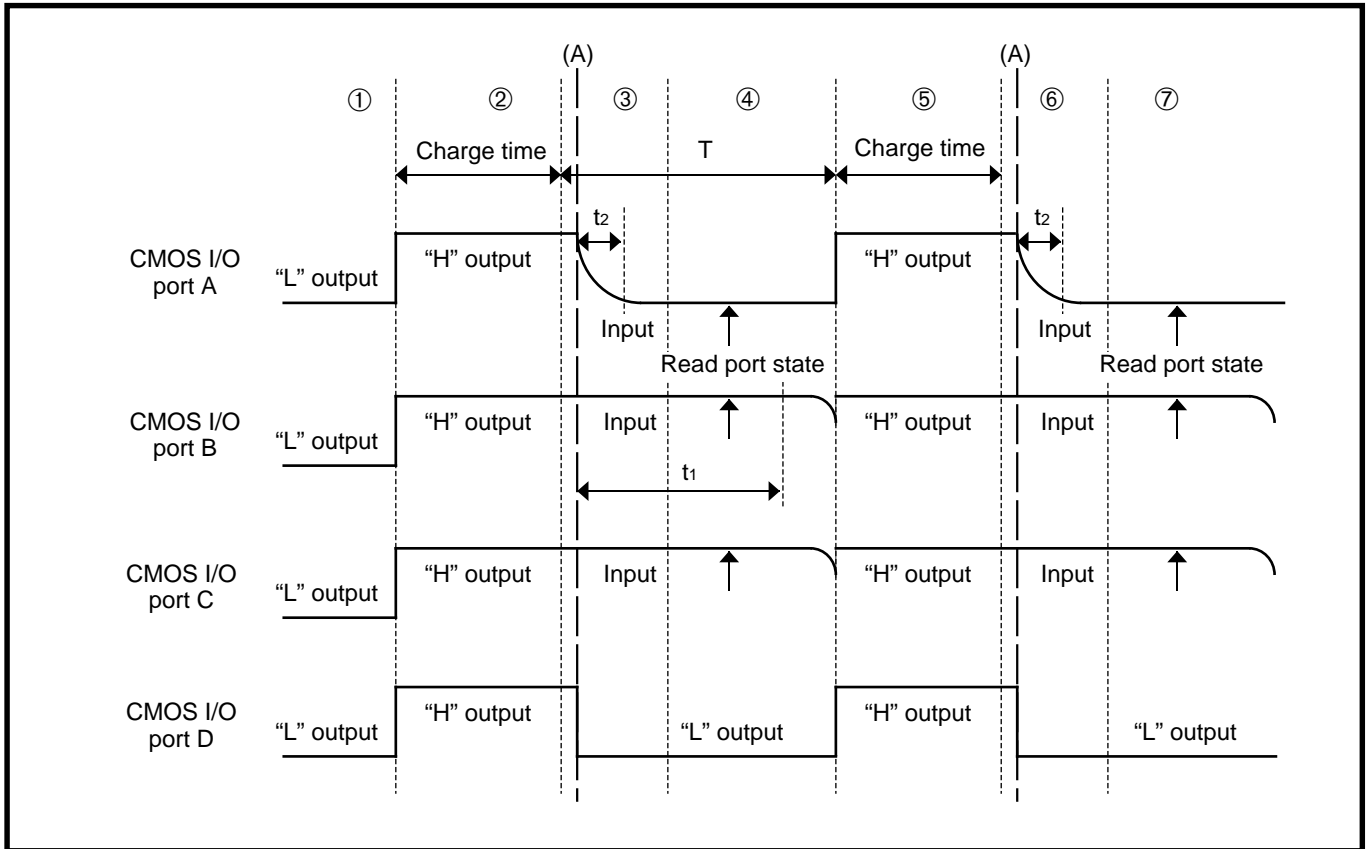 (A) (A)
① ② ③ ④ ⑤ ⑥ ⑦
Charge time T Charge time
t2 t2
CMOS I/O
port A
“L” output “H” output “H” output
Input Input
Read port state Read port state
CMOS I/O
port B
“L” output “H” output Input “H” output Input
t1
CMOS I/O
port C
“L” output “H” output Input “H” output Input
CMOS I/O
port D
“L” output “H” output “L” output “H” output “L” output